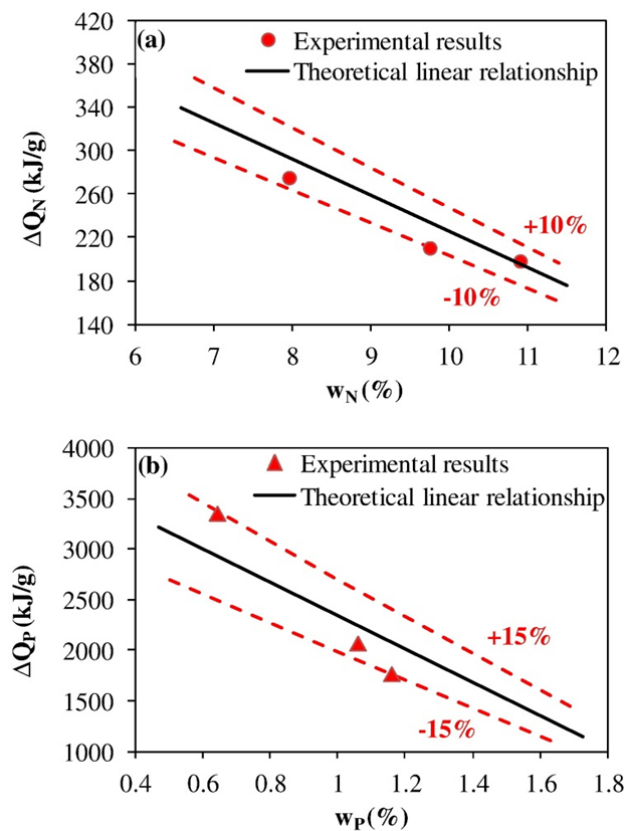 (a)
Experimental results
Theoretical linear relationship
420
380
340
300
260
220
180
140
ΔQN (kJ/g)
+10%
-10%
6 7 8 9 10 11 12
wN (%)
(b)
Experimental results
Theoretical linear relationship
4000
3500
3000
2500
2000
1500
1000
ΔQP (kJ/g)
+15%
-15%
0.4 0.6 0.8 1 1.2 1.4 1.6 1.8
wP (%)